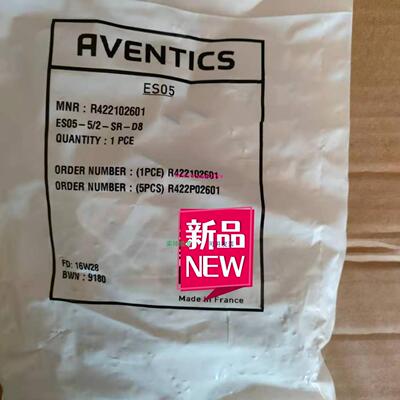 AVENTICS
ES05
MNR : R422102601
ES05-5/2-SR-D8
QUANTITY : 1 PCE
ORDER NUMBER : (1PCE) R422102601
ORDER NUMBER : (5PCS) R422P02601
新品
NEW
FD: 16W28
BWN : 9180
Made in France